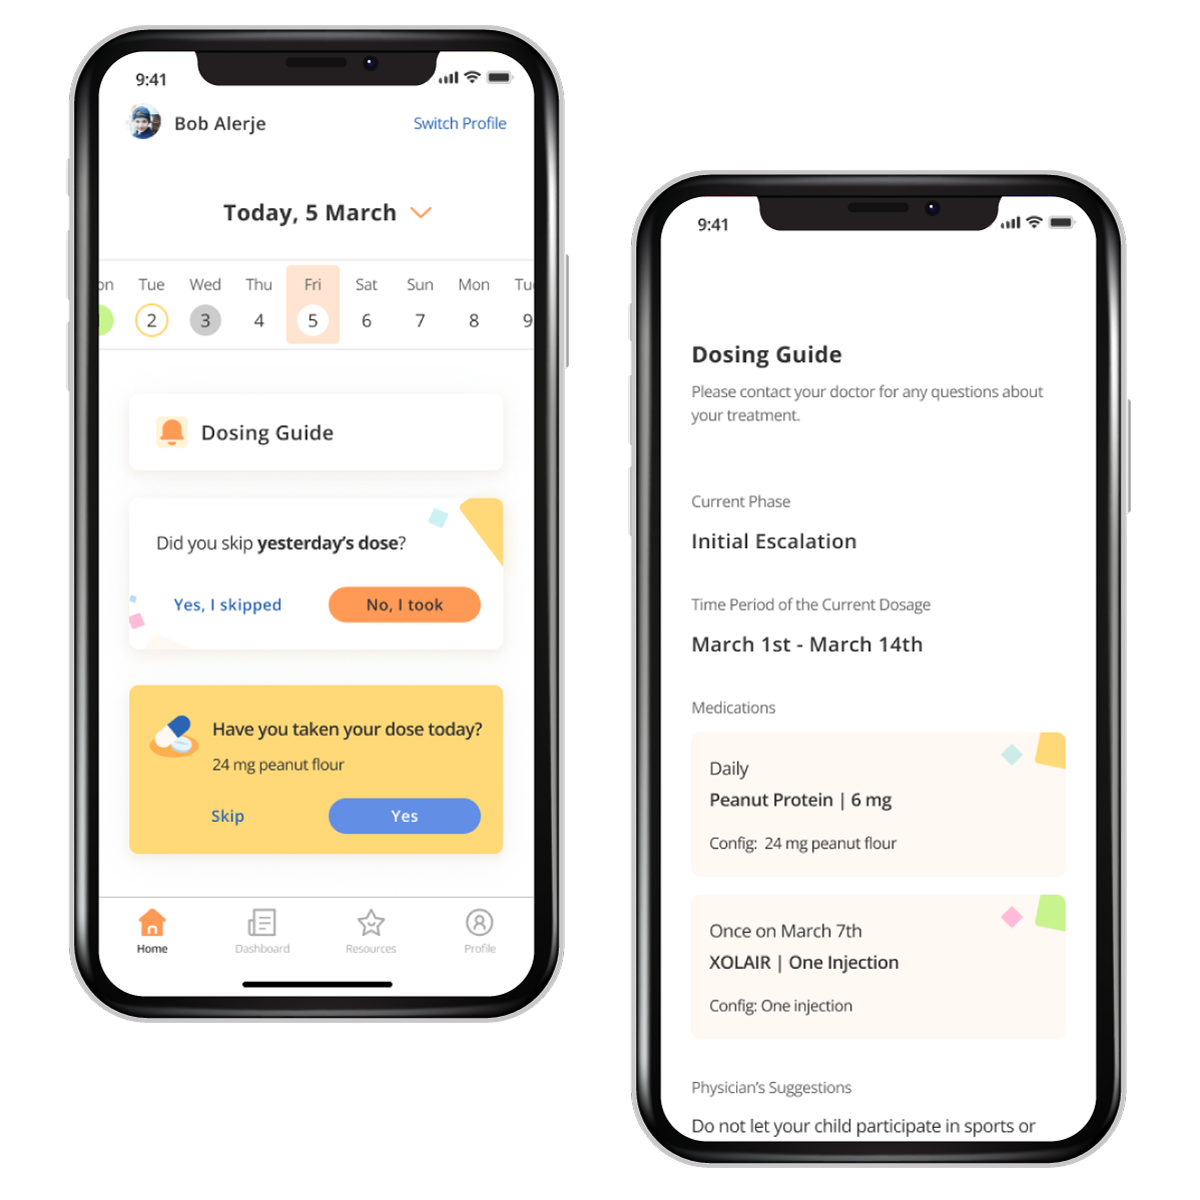 9:41
Bob Alerje
Switch Profile
Today, 5 March
on Tue Wed Thu Fri Sat Sun Mon Tu
2 3 4 5 6 7 8 9
Dosing Guide
Did you skip yesterday's dose?
Yes, I skipped
No, I took
Have you taken your dose today?
24 mg peanut flour
Skip
Yes
Home
Dashboard
Resources
Profile
9:41
Dosing Guide
Please contact your doctor for any questions about
your treatment.
Current Phase
Initial Escalation
Time Period of the Current Dosage
March 1st - March 14th
Medications
Daily
Peanut Protein | 6 mg
Config: 24 mg peanut flour
Once on March 7th
XOLAIR | One Injection
Config: One injection
Physician's Suggestions
Do not let your child participate in sports or